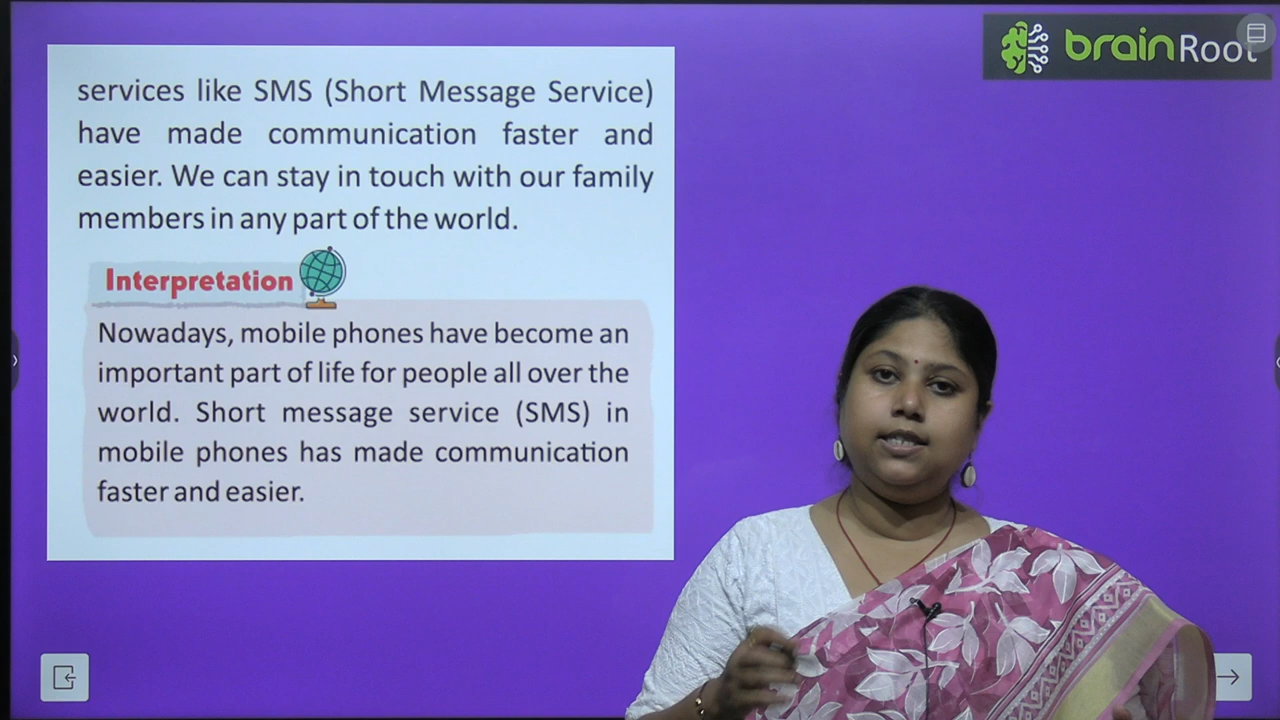 brainRoot
services like SMS (Short Message Service)
have made communication faster and
easier. We can stay in touch with our family
members in any part of the world.
Interpretation
Nowadays, mobile phones have become an
important part of life for people all over the
world. Short message service (SMS) in
mobile phones has made communication
faster and easier.